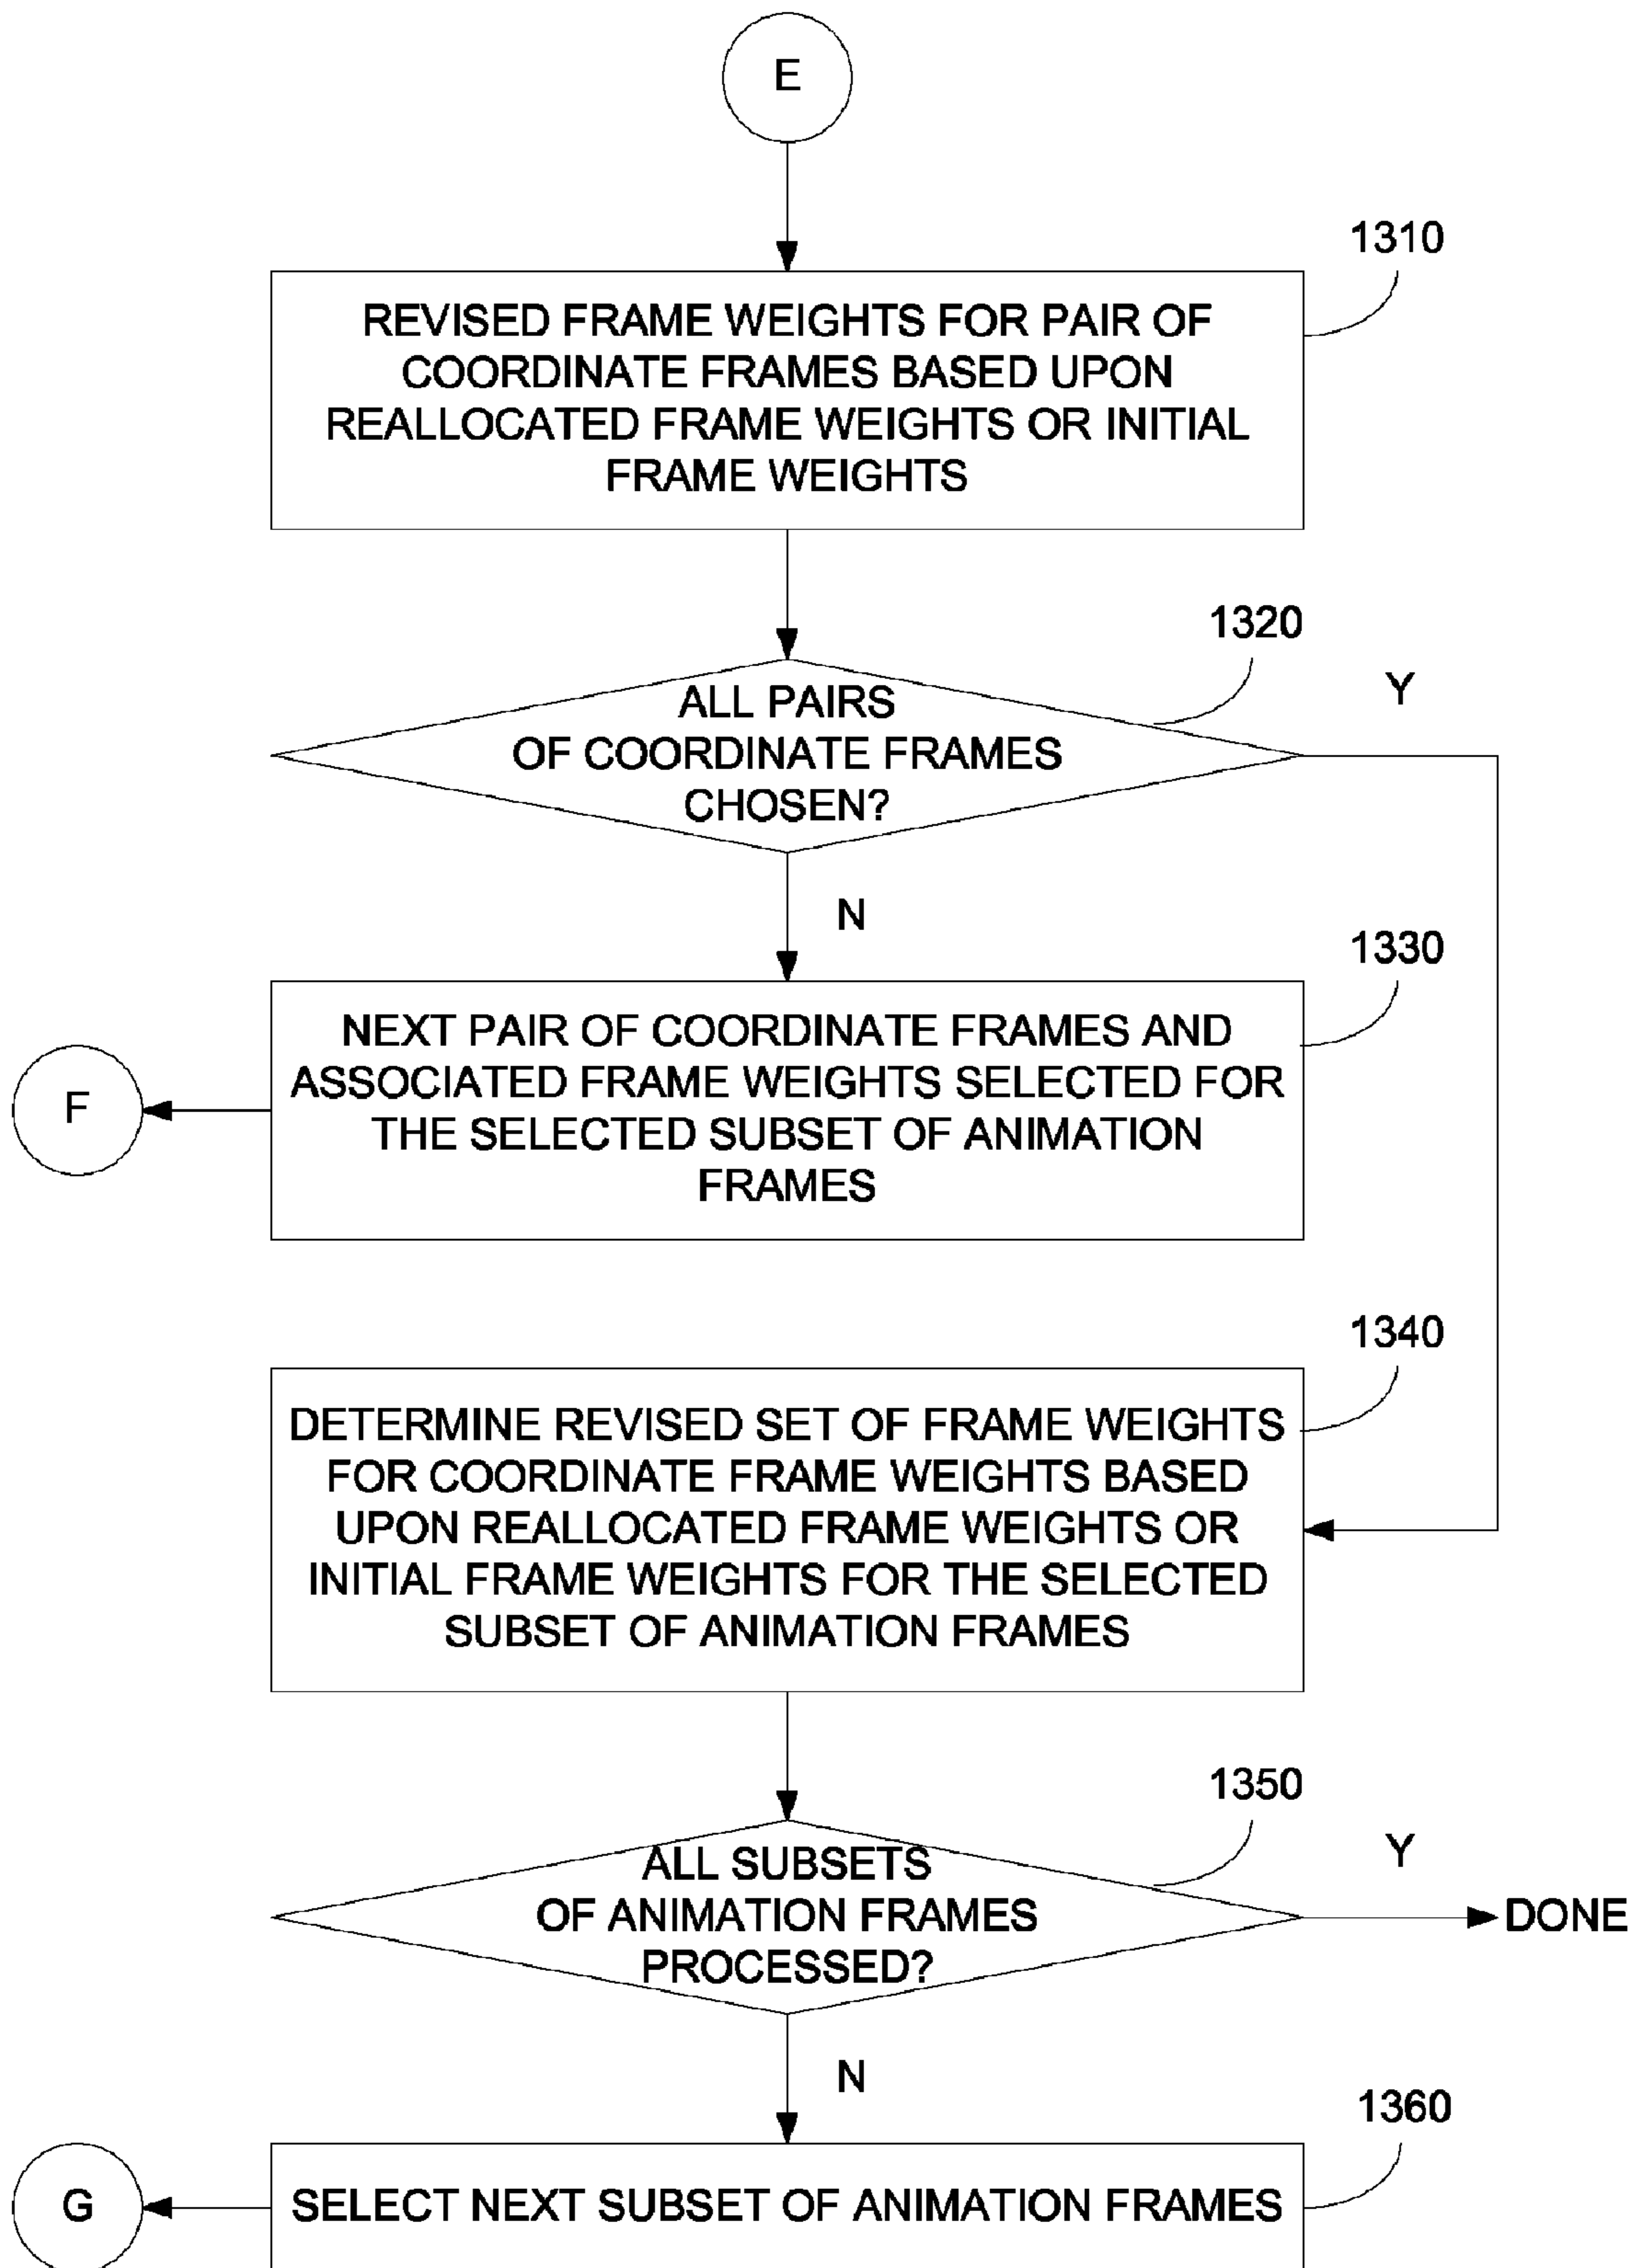 E
1310
REVISED FRAME WEIGHTS FOR PAIR OF
COORDINATE FRAMES BASED UPON
REALLOCATED FRAME WEIGHTS OR INITIAL
FRAME WEIGHTS
1320
Y
ALL PAIRS
OF COORDINATE FRAMES
CHOSEN?
N
1330
NEXT PAIR OF COORDINATE FRAMES AND
ASSOCIATED FRAME WEIGHTS SELECTED FOR
THE SELECTED SUBSET OF ANIMATION
FRAMES
F
1340
DETERMINE REVISED SET OF FRAME WEIGHTS
FOR COORDINATE FRAME WEIGHTS BASED
UPON REALLOCATED FRAME WEIGHTS OR
INITIAL FRAME WEIGHTS FOR THE SELECTED
SUBSET OF ANIMATION FRAMES
1350
Y
ALL SUBSETS
OF ANIMATION FRAMES
PROCESSED?
DONE
N
1360
G
SELECT NEXT SUBSET OF ANIMATION FRAMES